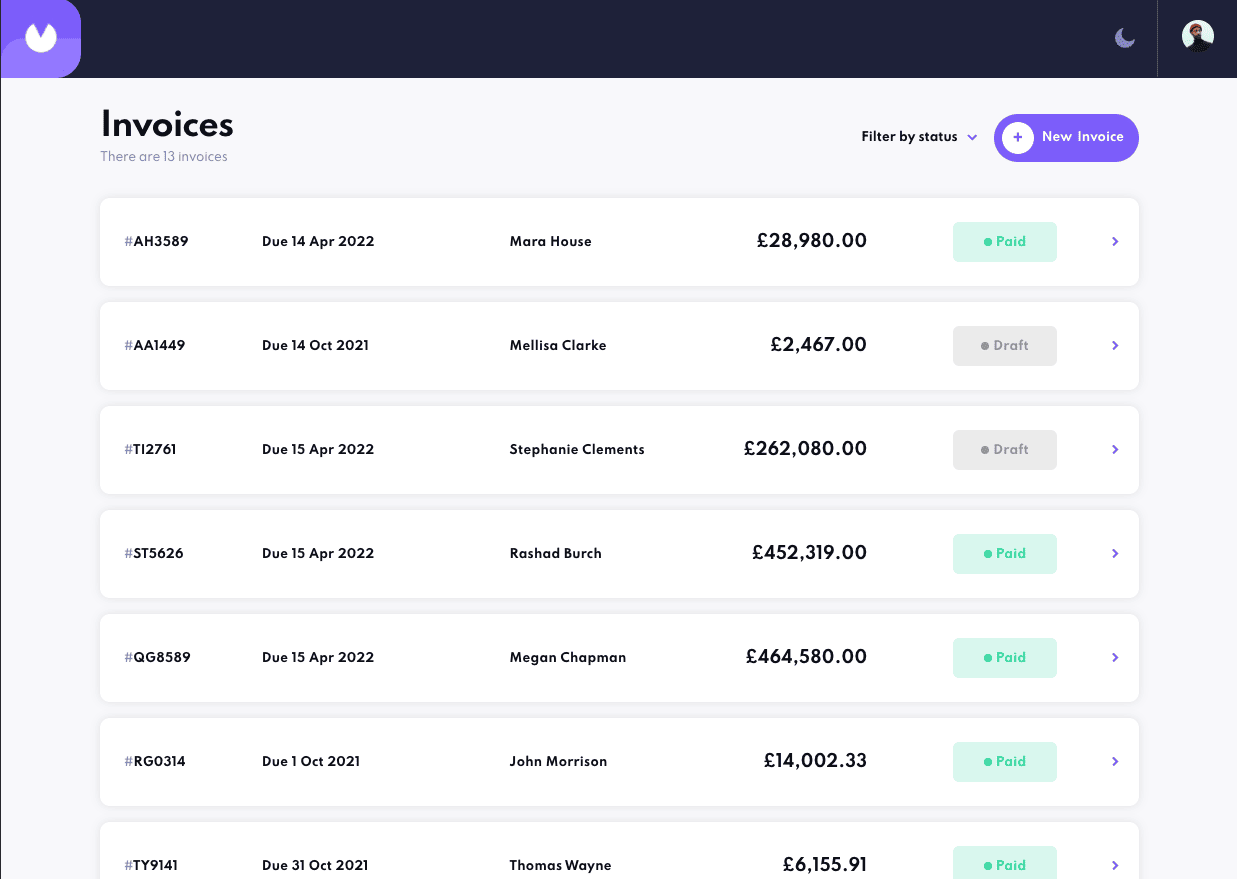 Invoices
There are 13 invoices
Filter by status
+ New Invoice
#AH3589 Due 14 Apr 2022 Mara House £28,980.00 Paid
#AA1449 Due 14 Oct 2021 Mellisa Clarke £2,467.00 Draft
#TI2761 Due 15 Apr 2022 Stephanie Clements £262,080.00 Draft
#ST5626 Due 15 Apr 2022 Rashad Burch £452,319.00 Paid
#QG8589 Due 15 Apr 2022 Megan Chapman £464,580.00 Paid
#RG0314 Due 1 Oct 2021 John Morrison £14,002.33 Paid
#TY9141 Due 31 Oct 2021 Thomas Wayne £6,155.91 Paid